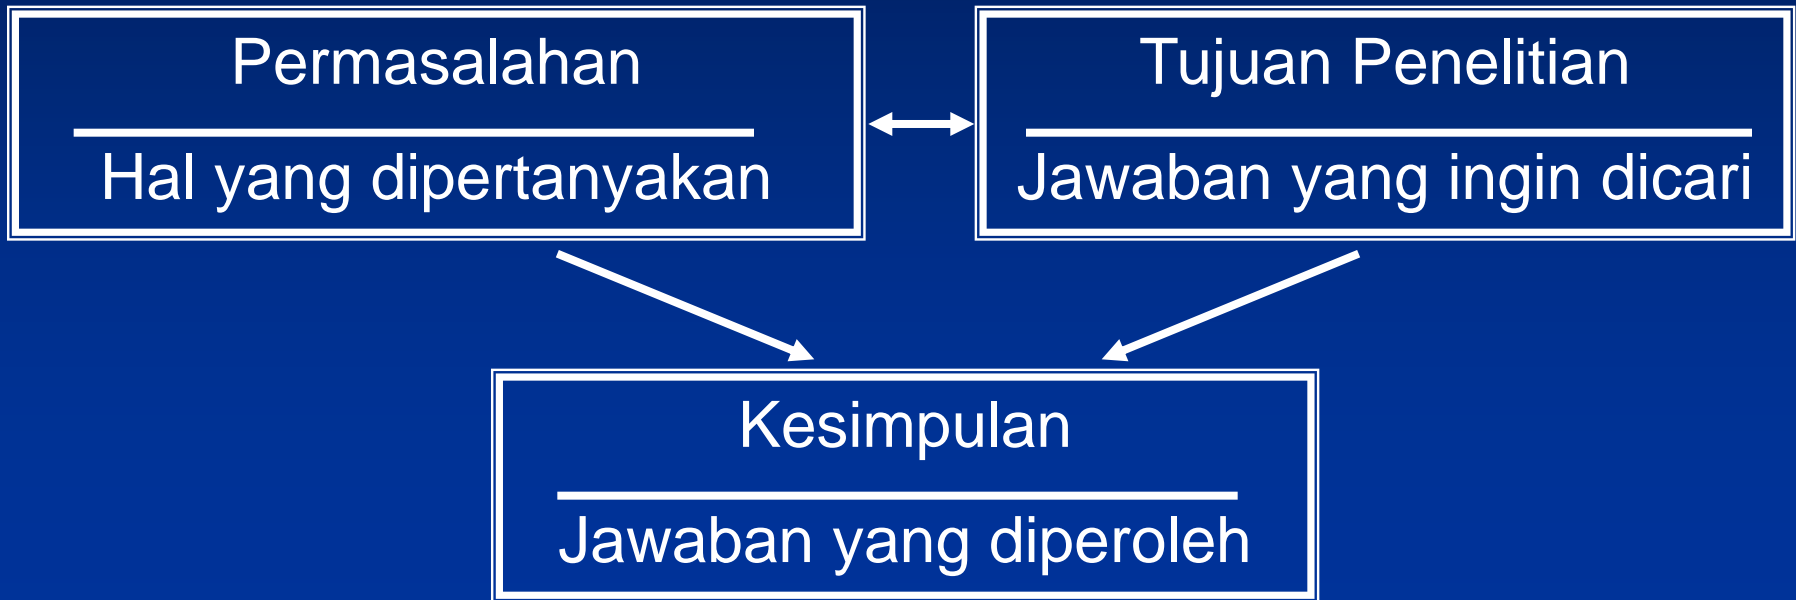 Permasalahan
Hal yang dipertanyakan
Tujuan Penelitian
Jawaban yang ingin dicari
Kesimpulan
Jawaban yang diperoleh